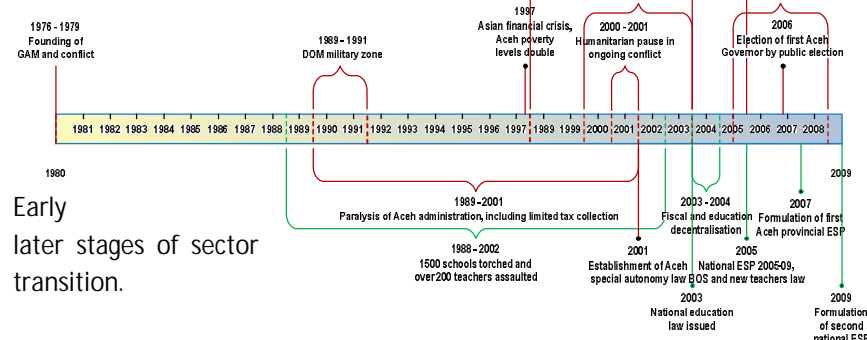 1976 - 1979
Founding of
GAM and conflict
1989 – 1991
DOM military zone
1997
Asian financial crisis,
Aceh poverty
levels double
2000 - 2001
Humanitarian pause in
ongoing conflict
2006
Election of first Aceh
Governor by public election
1981 1982 1983 1984 1985 1986 1987 1988 1989 1990 1991 1992 1993 1994 1995 1996 1997 1989 1999 2000 2001 2002 2003 2004 2005 2006 2007 2008
1980
2009
1989 - 2001
Paralysis of Aceh administration, including limited tax collection
2003 - 2004
Fiscal and education
decentralisation
2007
Formulation of first
Aceh provincial ESP
1988 - 2002
1500 schools torched and
over 200 teachers assaulted
2001
Establishment of Aceh
special autonomy law
2005
National ESP 2005-09,
BOS and new teachers law
2003
National education
law issued
2009
Formulation
of second
national ESP
Early
later stages of sector
transition.